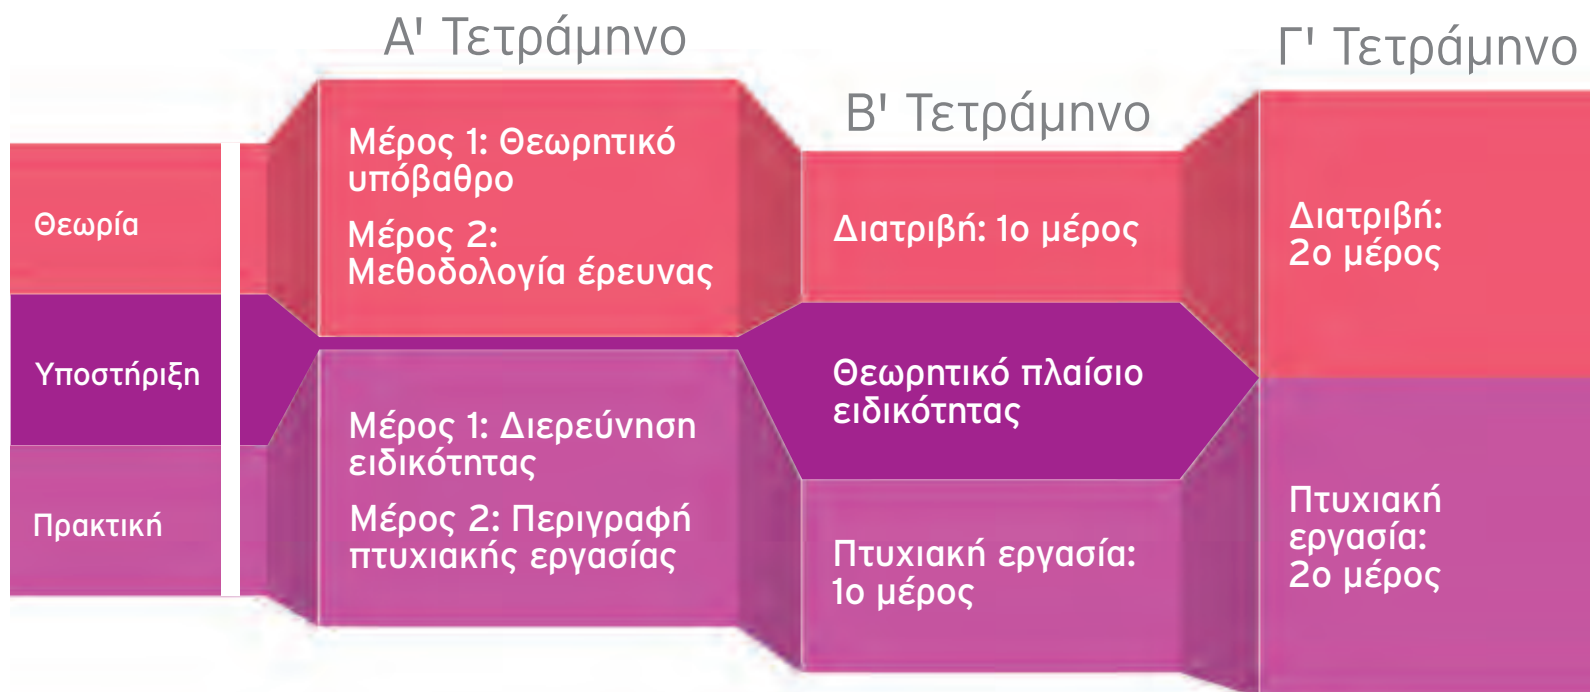 Α' Τετράμηνο
Β' Τετράμηνο
Γ' Τετράμηνο
Θεωρία
Μέρος 1: Θεωρητικό
υπόβαθρο
Μέρος 2:
Μεθοδολογία έρευνας
Διατριβή: 1ο μέρος
Διατριβή:
2ο μέρος
Υποστήριξη
Θεωρητικό πλαίσιο
ειδικότητας
Πρακτική
Μέρος 1: Διερεύνηση
ειδικότητας
Μέρος 2: Περιγραφή
πτυχιακής εργασίας
Πτυχιακή εργασία:
1ο μέρος
Πτυχιακή
εργασία:
2ο μέρος